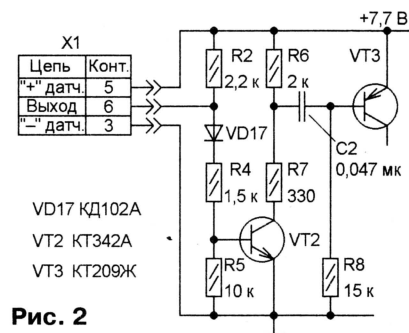 +7,7 В
X1
Цепь Конт.
"+" датч. 5
Выход 6
"–" датч. 3
R2
2,2 к
R6
2 к
VT3
VD17
C2
0,047 мк
R4
1,5 к
R7
330
VT2
R5
10 к
R8
15 к
VD17 КД102А
VT2 КТ342А
VT3 КТ209Ж
Рис. 2